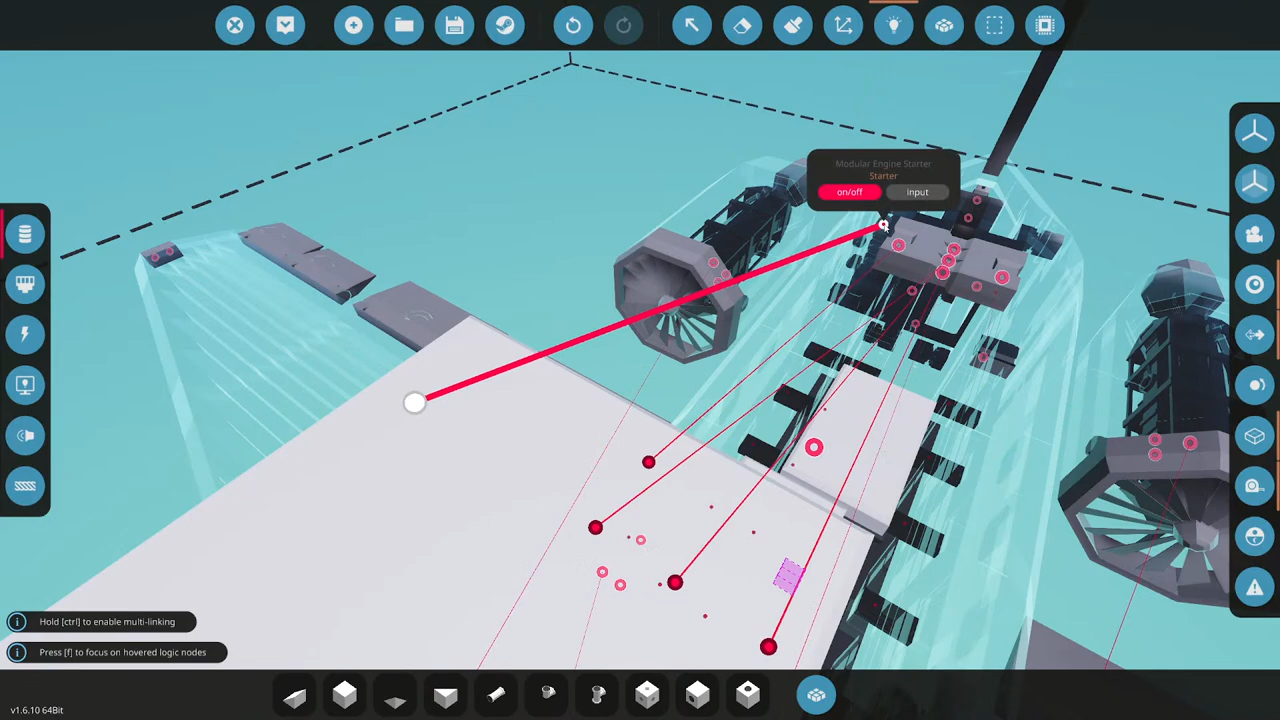 Modular Engine Starter
Starter
on/off
input
Hold [ctrl] to enable multi-linking
Press [f] to focus on hovered logic nodes
v1.6.10 64Bit